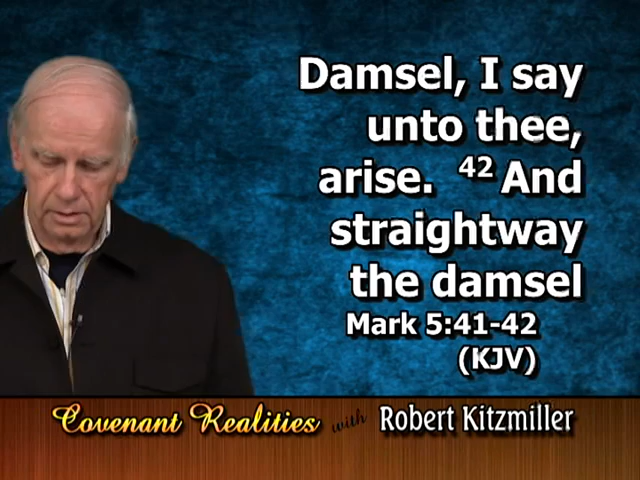 Damsel, I say
unto thee,
arise. 42 And
straightway
the damsel
Mark 5:41-42
(KJV)
Covenant Realities with Robert Kitzmiller